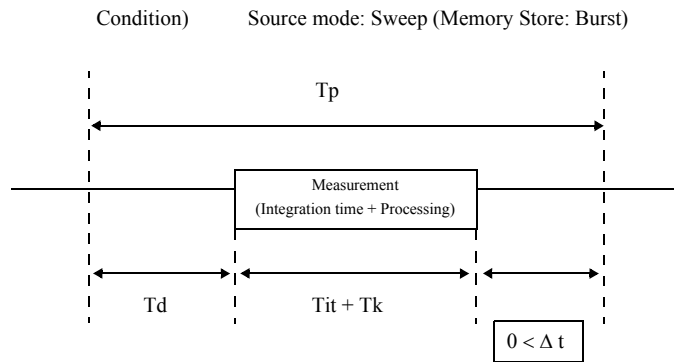 Condition) Source mode: Sweep (Memory Store: Burst)
Tp
Measurement
(Integration time + Processing)
Td Tit + Tk
0 < Δ t